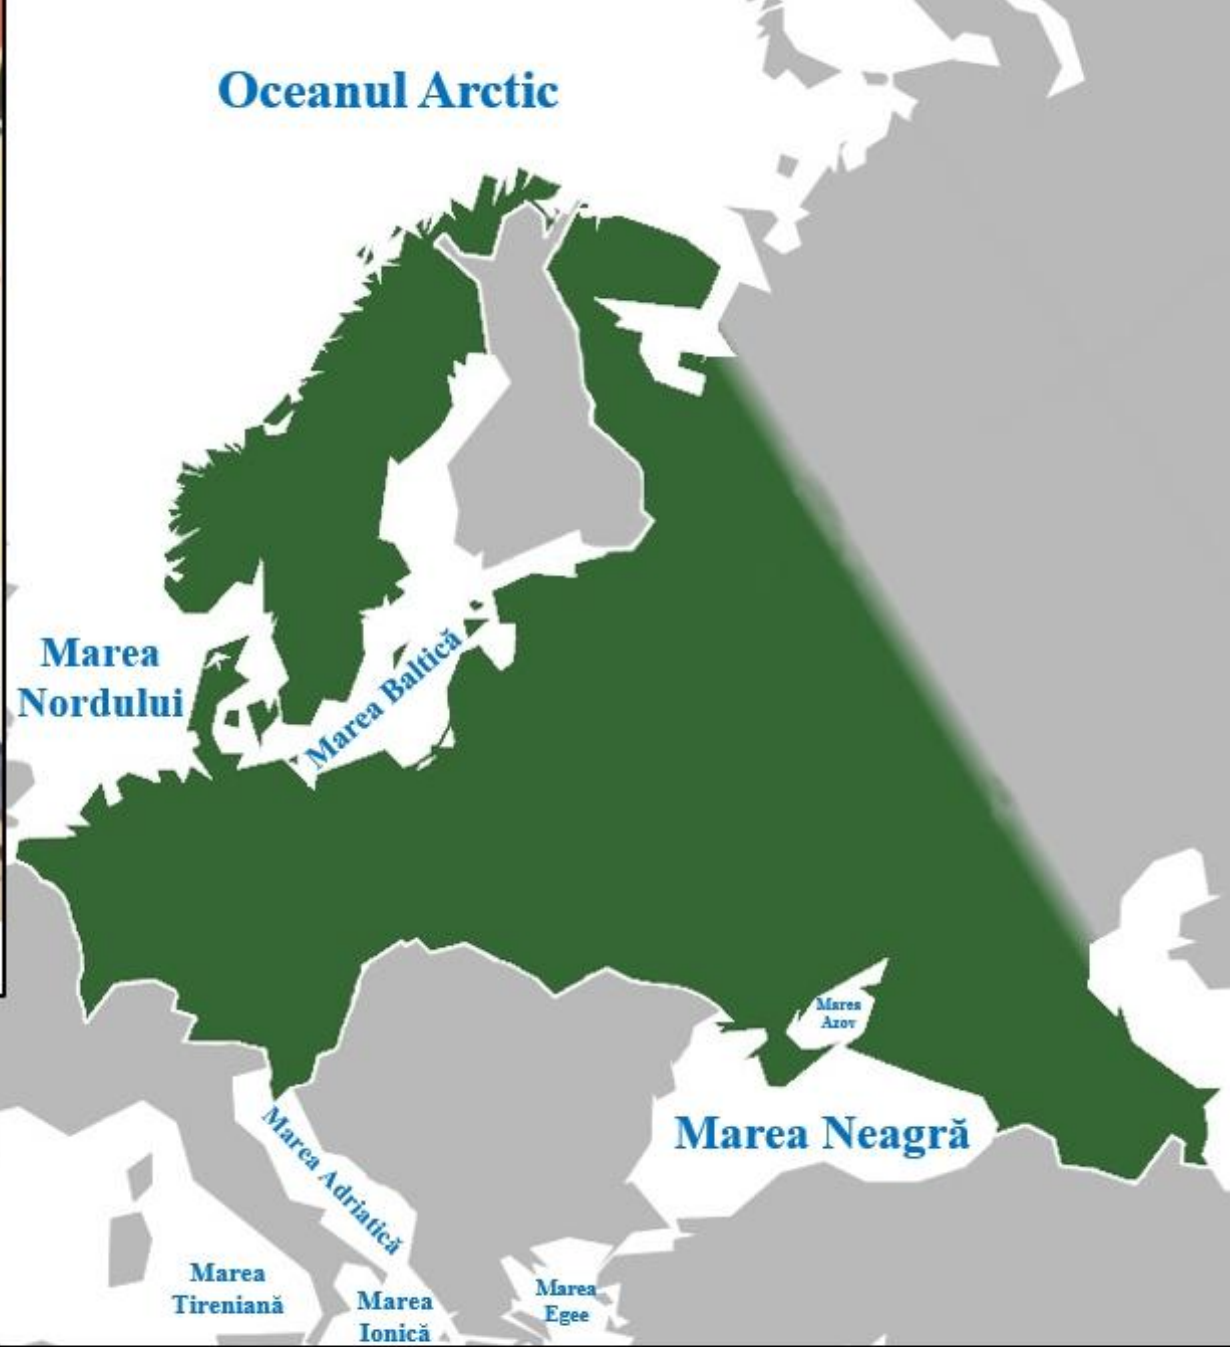 Oceanul Arctic
Marea
Nordului
Marea Baltică
Marea
Azov
Marea Neagră
Marea Adriatică
Marea
Tireniană
Marea
Ionică
Marea
Egee